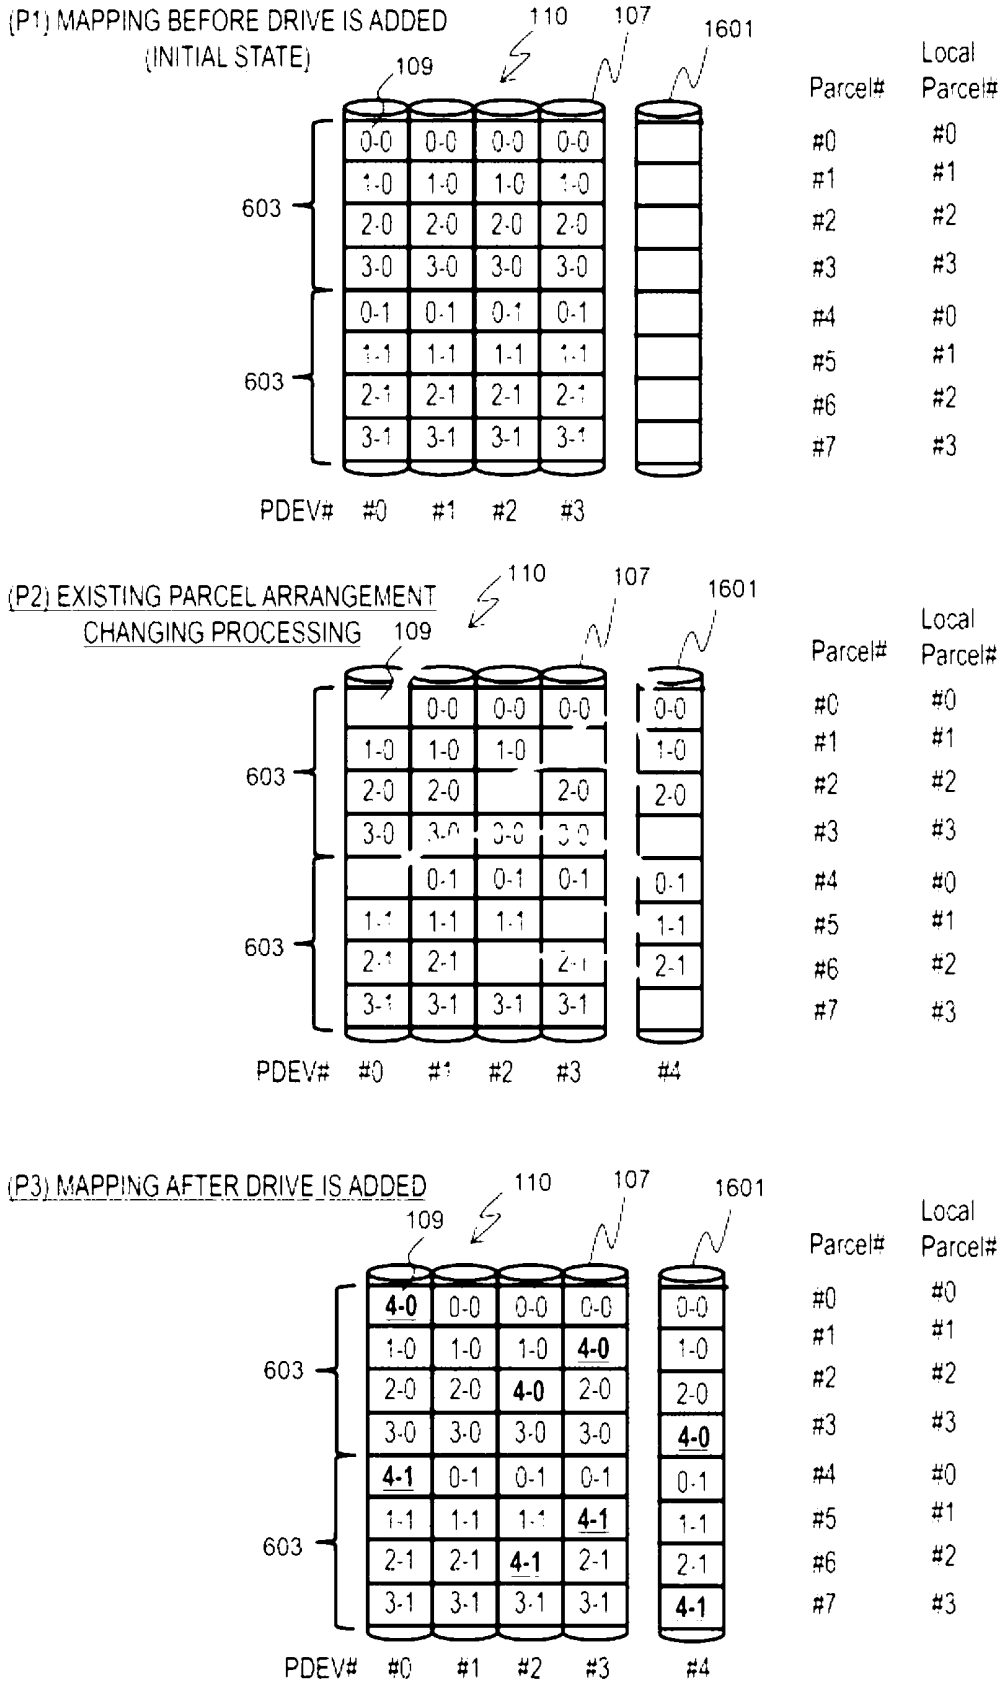 (P1) MAPPING BEFORE DRIVE IS ADDED
(INITIAL STATE)
109
110
107
1601
Parcel#
Local
Parcel#
0-0 0-0 0-0 0-0 #0 #0
1-0 1-0 1-0 1-0 #1 #1
603
2-0 2-0 2-0 2-0 #2 #2
3-0 3-0 3-0 3-0 #3 #3
0-1 0-1 0-1 0-1 #4 #0
1-1 1-1 1-1 1-1 #5 #1
603
2-1 2-1 2-1 2-1 #6 #2
3-1 3-1 3-1 3-1 #7 #3
PDEV# #0 #1 #2 #3
(P2) EXISTING PARCEL ARRANGEMENT
CHANGING PROCESSING
109
110
107
1601
Parcel#
Local
Parcel#
0-0 0-0 0-0 0-0 #0 #0
1-0 1-0 1-0 1-0 #1 #1
603
2-0 2-0 2-0 2-0 #2 #2
3-0 3-0 3-0 3-0 #3 #3
0-1 0-1 0-1 0-1 #4 #0
1-1 1-1 1-1 1-1 #5 #1
603
2-1 2-1 2-1 2-1 #6 #2
3-1 3-1 3-1 3-1 #7 #3
PDEV# #0 #1 #2 #3 #4
(P3) MAPPING AFTER DRIVE IS ADDED
109
110
107
1601
Parcel#
Local
Parcel#
4-0 0-0 0-0 0-0 0-0 #0 #0
1-0 1-0 1-0 4-0 1-0 #1 #1
603
2-0 2-0 4-0 2-0 2-0 #2 #2
3-0 3-0 3-0 3-0 4-0 #3 #3
4-1 0-1 0-1 0-1 0-1 #4 #0
1-1 1-1 1-1 4-1 1-1 #5 #1
603
2-1 2-1 4-1 2-1 2-1 #6 #2
3-1 3-1 3-1 3-1 4-1 #7 #3
PDEV# #0 #1 #2 #3 #4